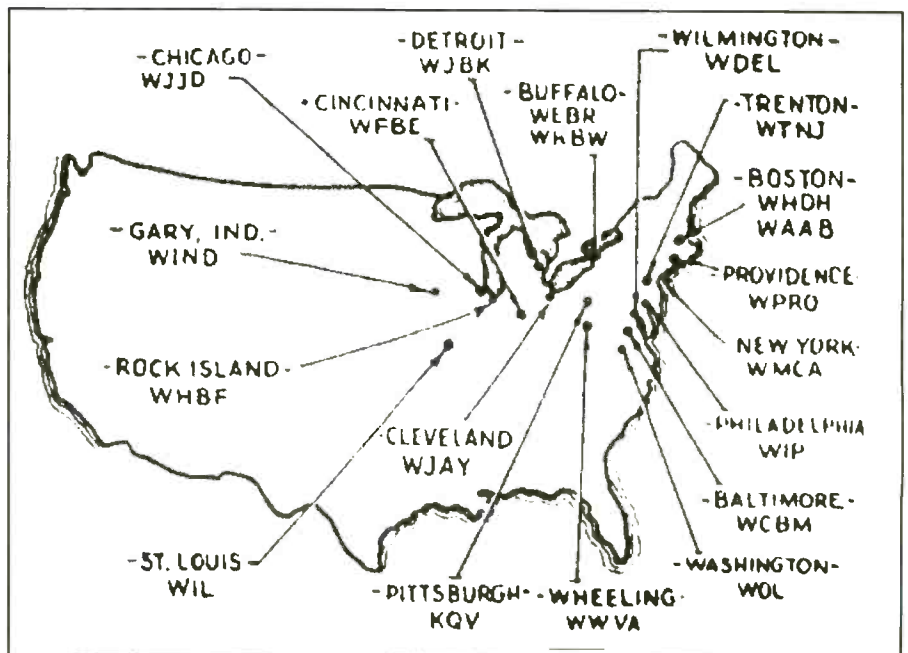 -CHICAGO-
WJJD
-DETROIT-
WJBK
-WILMINGTON-
WDEL
-CINCINNATI-
WFBE
-BUFFALO-
WEBR
WKBW
-TRENTON-
WTNJ
-BOSTON-
WHDH
WAAB
-GARY, IND.-
WIND
PROVIDENCE-
WPRO
-ROCK ISLAND-
WHBF
NEW YORK-
WMCA
-CLEVELAND
WJAY
-PHILADELPHIA
WIP
-BALTIMORE-
WCBM
-ST. LOUIS-
WIL
-PITTSBURGH-
KQV
-WHEELING-
WWVA
-WASHINGTON-
WOL